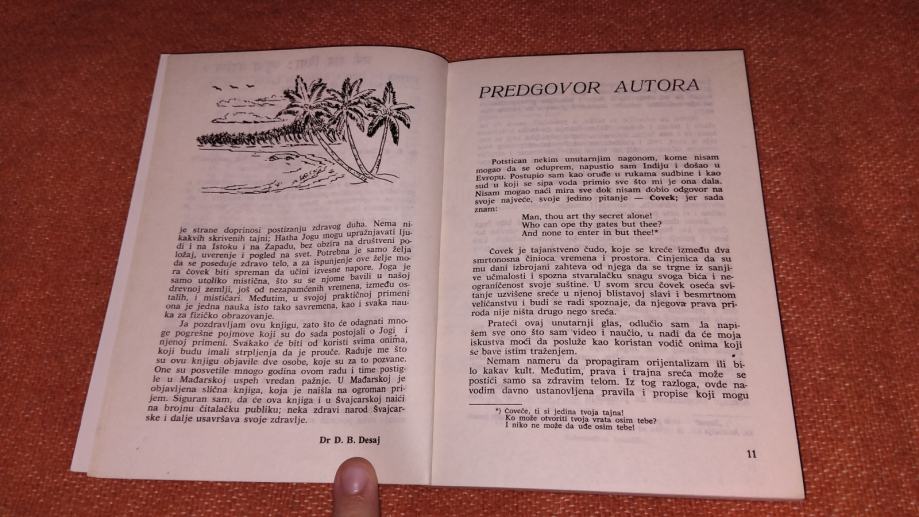 je strane doprinosi postizanju zdravog duha. Nema ni-
kakvih skrivenih tajni; Hatha Jogu mogu upražnjavati lju-
di i na Istoku i na Zapadu, bez obzira na društveni po-
ložaj, uverenje i pogled na svet. Potrebna je samo želja
da se poseduje zdravo telo, a za ispunjenje ove želje mo-
ra čovek biti spreman da učini izvesne napore. Joga je
samo utoliko mistična, što su se njome bavili u našoj
drevnoj zemlji, još od nezapamćenih vremena, između os-
talih, i mističari. Međutim, u svojoj praktičnoj primeni
ona je jedna nauka isto tako savremena, kao i svaka nau-
ka za fizičko obrazovanje.
Ja pozdravljam ovu knjigu, zato što će odagnati mno-
ge pogrešne pojmove koji su do sada postojali o Jogi i
njenoj primeni. Svakako će biti od koristi svima onima,
koji budu imali strpljenja da je prouče. Raduje me što
su ovu knjigu objavile dve osobe, koje su za to pozvane.
One su posvetile mnogo godina ovom radu i time postig-
le u Mađarskoj uspeh vredan pažnje. U Mađarskoj je
objavljena slična knjiga, koja je naišla na ogroman pri-
jem. Siguran sam, da će ova knjiga i u Švajcarskoj naići
na brojnu čitalačku publiku; neka zdravi narod Švajcar-
ske i dalje usavršava svoje zdravlje.
Dr D. B. Desaj
PREDGOVOR AUTORA
Potstican nekim unutarnjim nagonom, kome nisam
mogao da se oduprem, napustio sam Indiju i došao u
Evropu. Postupio sam kao oruđe u rukama sudbine i kao
sud u koji se sipa voda primio sve što mi je ona dala.
Nisam mogao naći mira sve dok nisam dobio odgovor na
svoje najveće, svoje jedino pitanje — Čovek; jer sada
znam:
Man, thou art thy secret alone!
Who can ope thy gates but thee?
And none to enter in but thee!*
Čovek je tajanstveno čudo, koje se kreće između dva
smrtonosna činioca vremena i prostora. Činjenica da su
mu dani izbrojani zahteva od njega da se trgne iz sanji-
ve učmalosti i spozna stvaralačku snagu svoga bića i ne-
ograničenost svoje suštine. U svom srcu čovek oseća svi-
tanje uzvišene sreće u njenoj blistavoj slavi i besmrtnom
veličanstvu i budi se radi spoznaje, da njegova prava pri-
roda nije ništa drugo nego sreća.
Prateći ovaj unutarnji glas, odlučio sam Ja napi-
šem sve ono što sam video i naučio, u nadi da će moja
iskustva moći da posluže kao koristan vodič onima koji
se bave istim traženjem.
Nemam nameru da propagiram orijentalizam ili bi-
lo kakav kult. Međutim, prava i trajna sreća može se
postići samo sa zdravim telom. Iz tog razloga, ovde na-
vodim davno ustanovljena pravila i propise koji mogu
*) Čoveče, ti si jedina tvoja tajna!
Ko može otvoriti tvoja vrata osim tebe?
I niko ne može da uđe osim tebe!
11